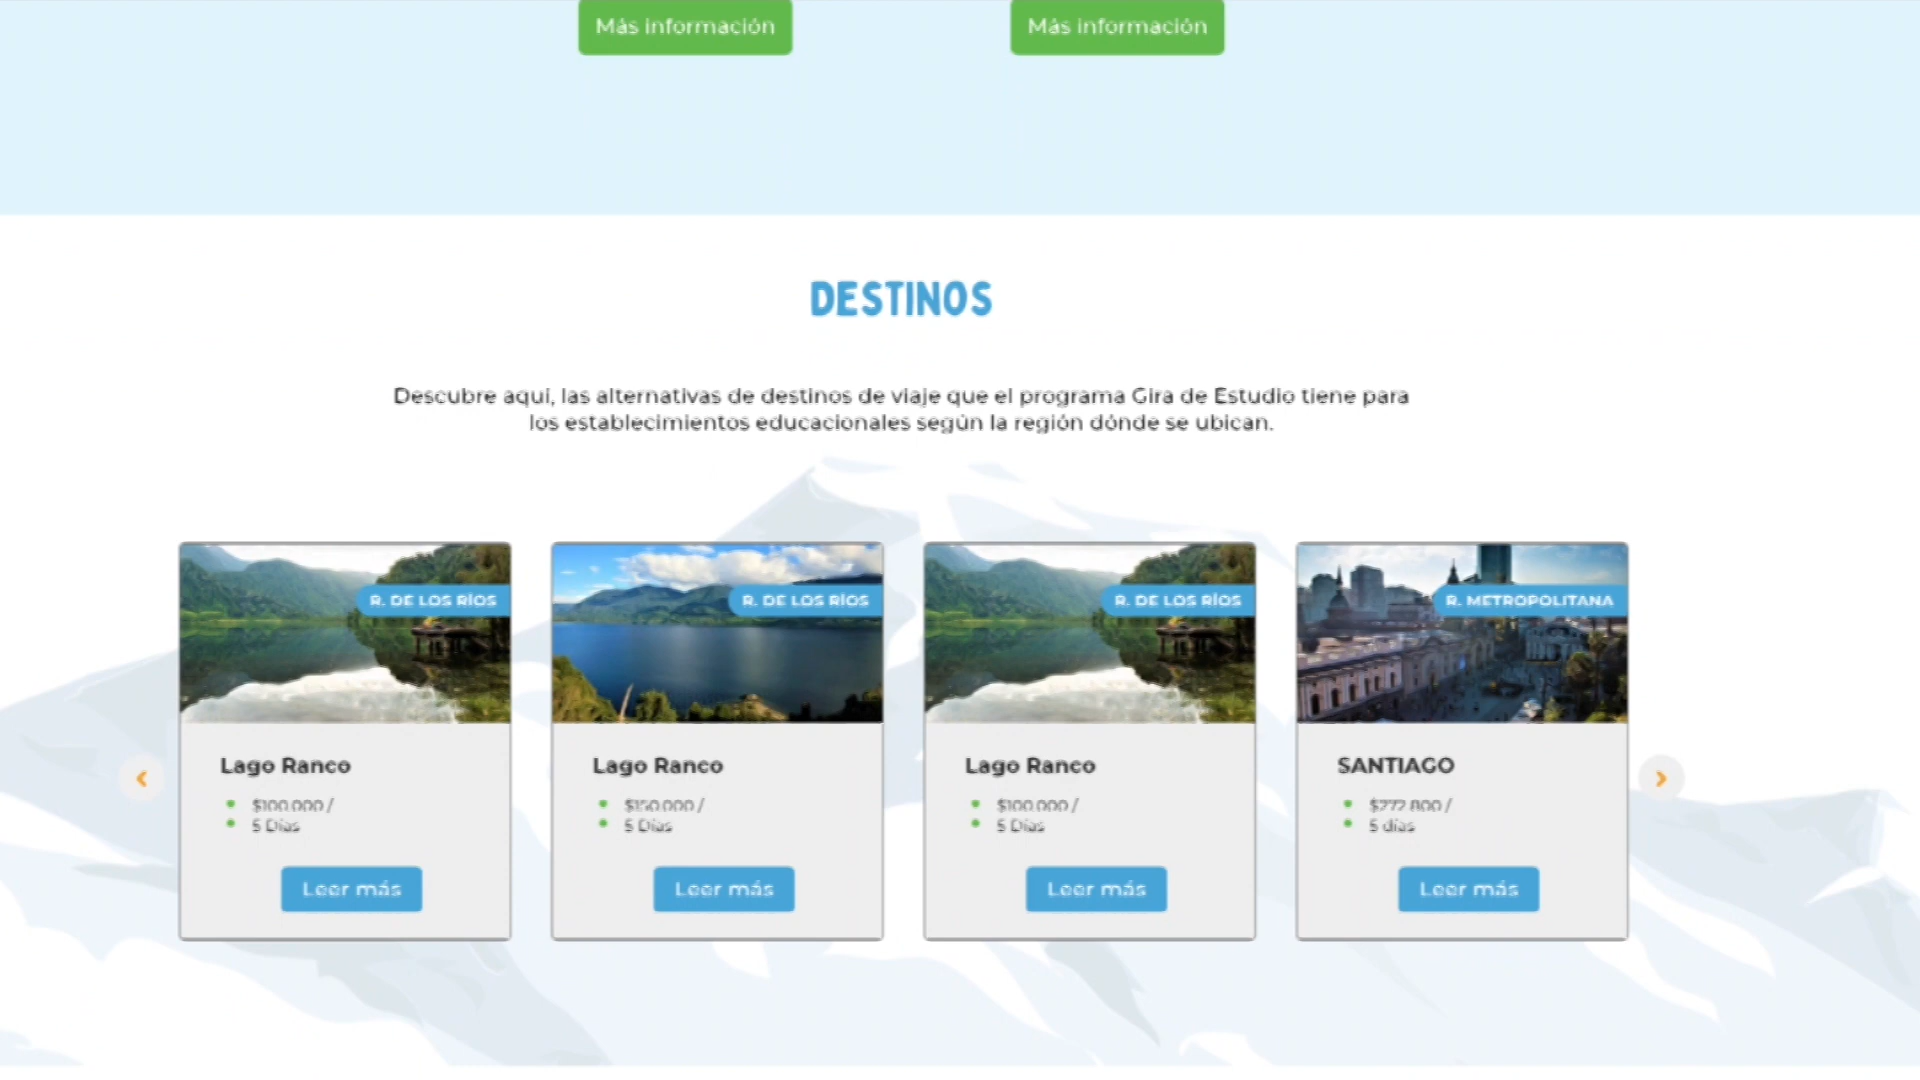 Más información
Más información
DESTINOS
Descubre aquí, las alternativas de destinos de viaje que el programa Gira de Estudio tiene para
los establecimientos educacionales según la región dónde se ubican.
R. DE LOS RÍOS
R. DE LOS RÍOS
R. DE LOS RÍOS
R. METROPOLITANA
Lago Ranco
$100.000 /
5 Días
Leer más
Lago Ranco
$150.000 /
5 Días
Leer más
Lago Ranco
$100.000 /
5 Días
Leer más
SANTIAGO
$272.800 /
5 días
Leer más